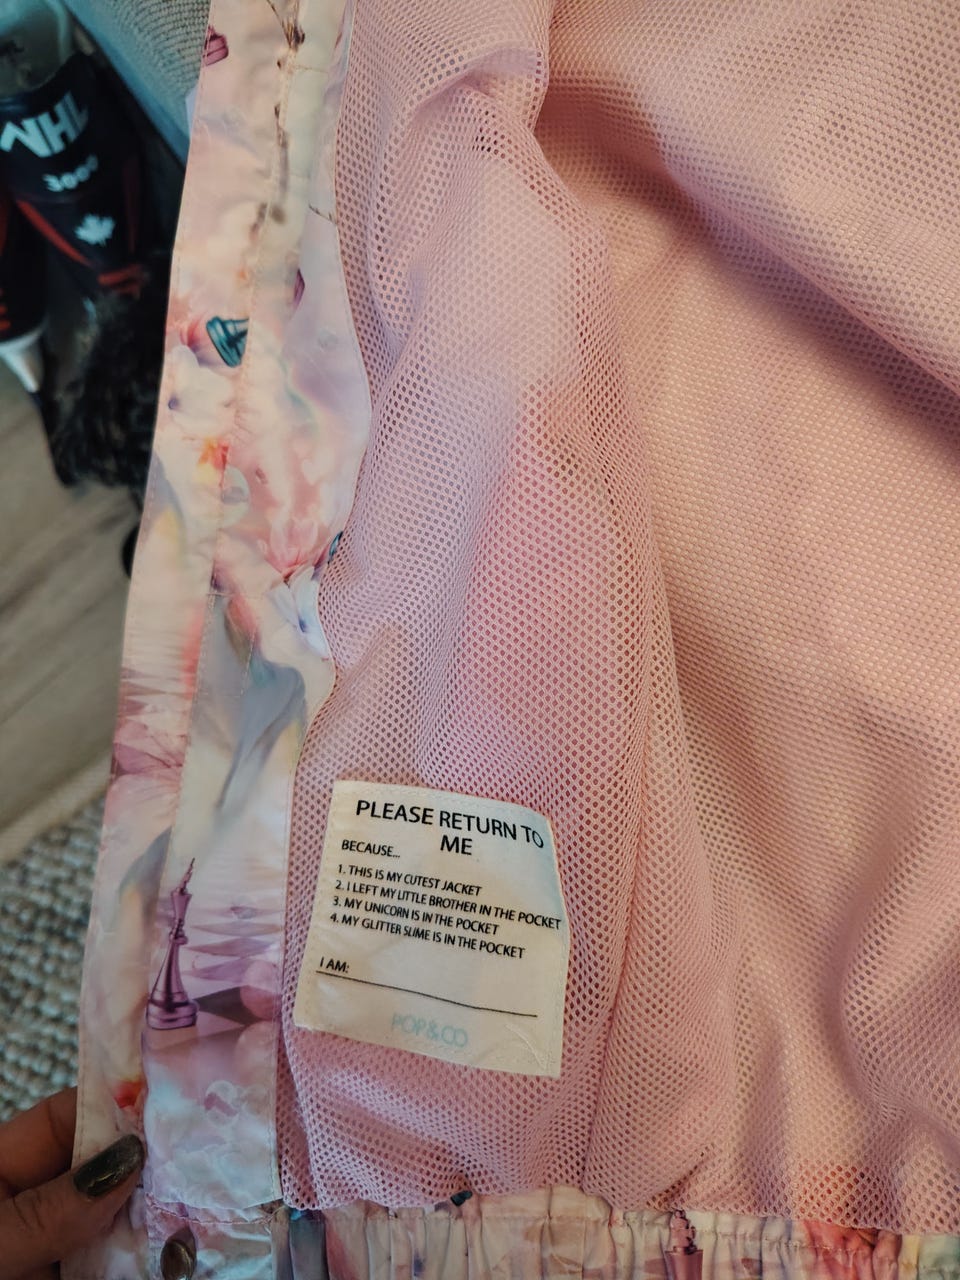 NHL
3000
PLEASE RETURN TO
ME
BECAUSE...
1. THIS IS MY CUTEST JACKET
2. I LEFT MY LITTLE BROTHER IN THE POCKET
3. MY UNICORN IS IN THE POCKET
4. MY GLITTER SLIME IS IN THE POCKET
I AM:
POP&CO